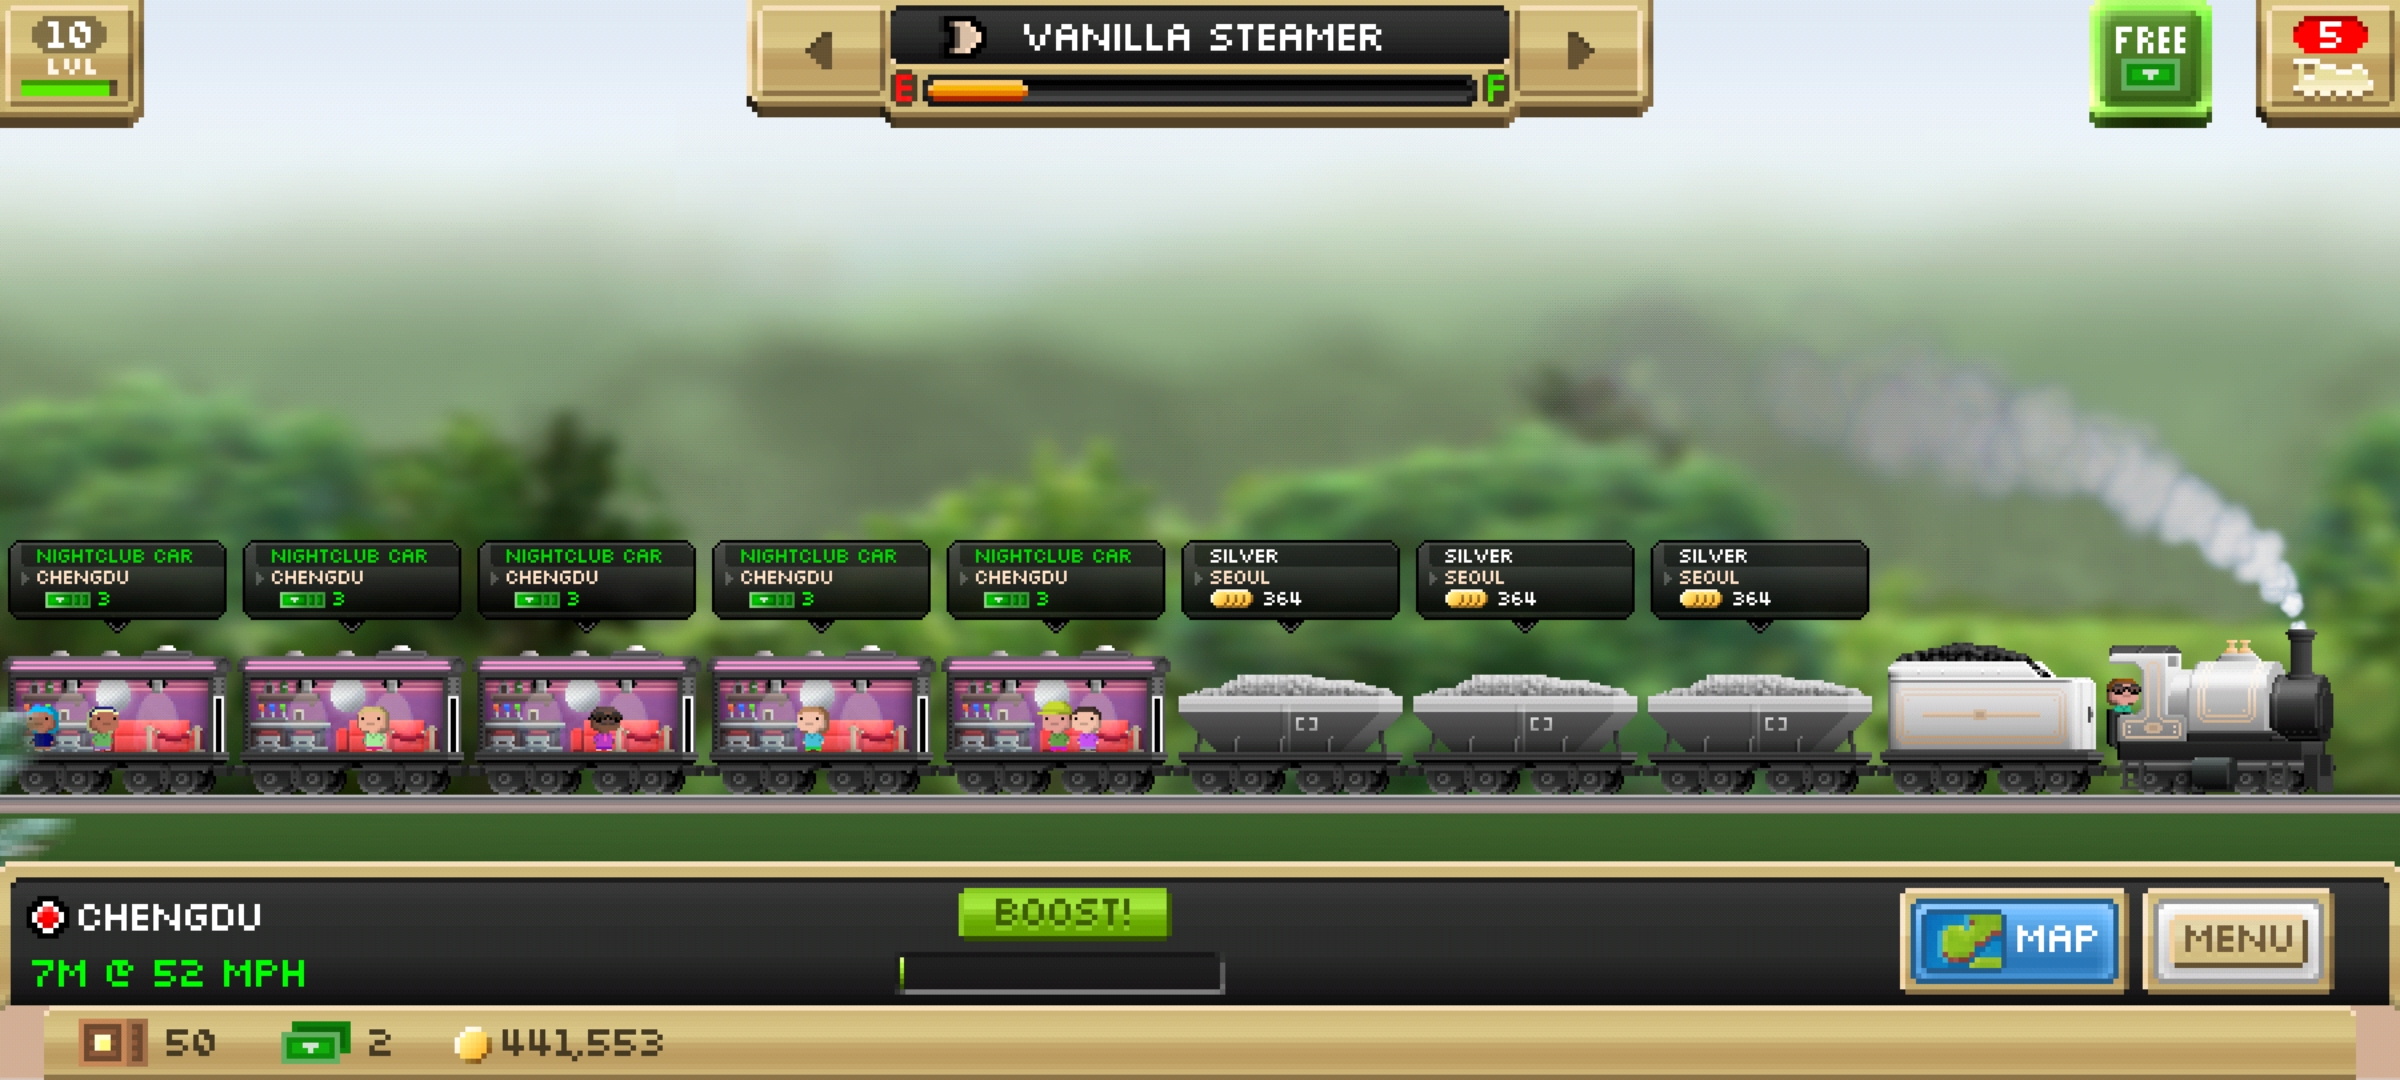 10
LVL
VANILLA STEAMER
E
F
FREE
5
NIGHTCLUB CAR
CHENGDU
3
NIGHTCLUB CAR
CHENGDU
3
NIGHTCLUB CAR
CHENGDU
3
NIGHTCLUB CAR
CHENGDU
3
NIGHTCLUB CAR
CHENGDU
3
SILVER
SEOUL
364
SILVER
SEOUL
364
SILVER
SEOUL
364
CHENGDU
7M @ 52 MPH
BOOST!
MAP
MENU
50
2
441,553